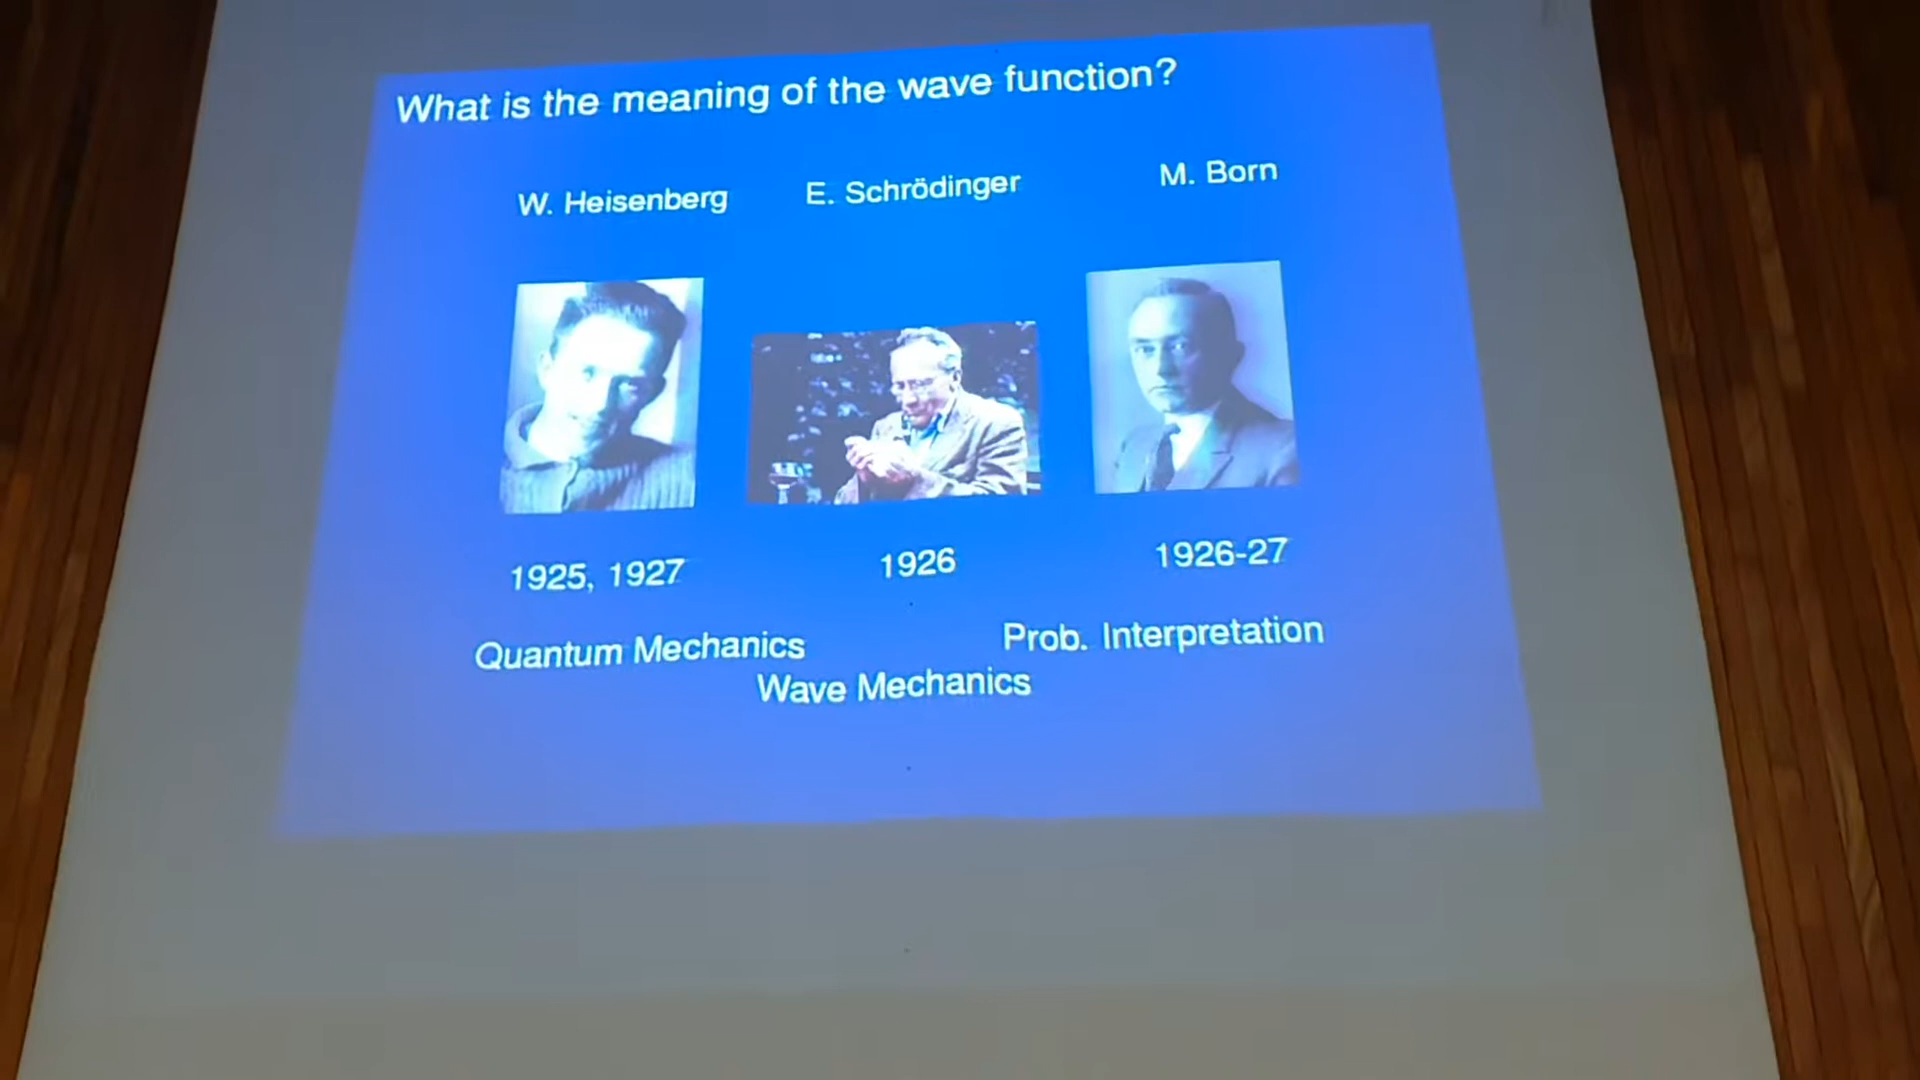 What is the meaning of the wave function?
W. Heisenberg
E. Schrödinger
M. Born
1925, 1927
1926
1926-27
Quantum Mechanics
Prob. Interpretation
Wave Mechanics